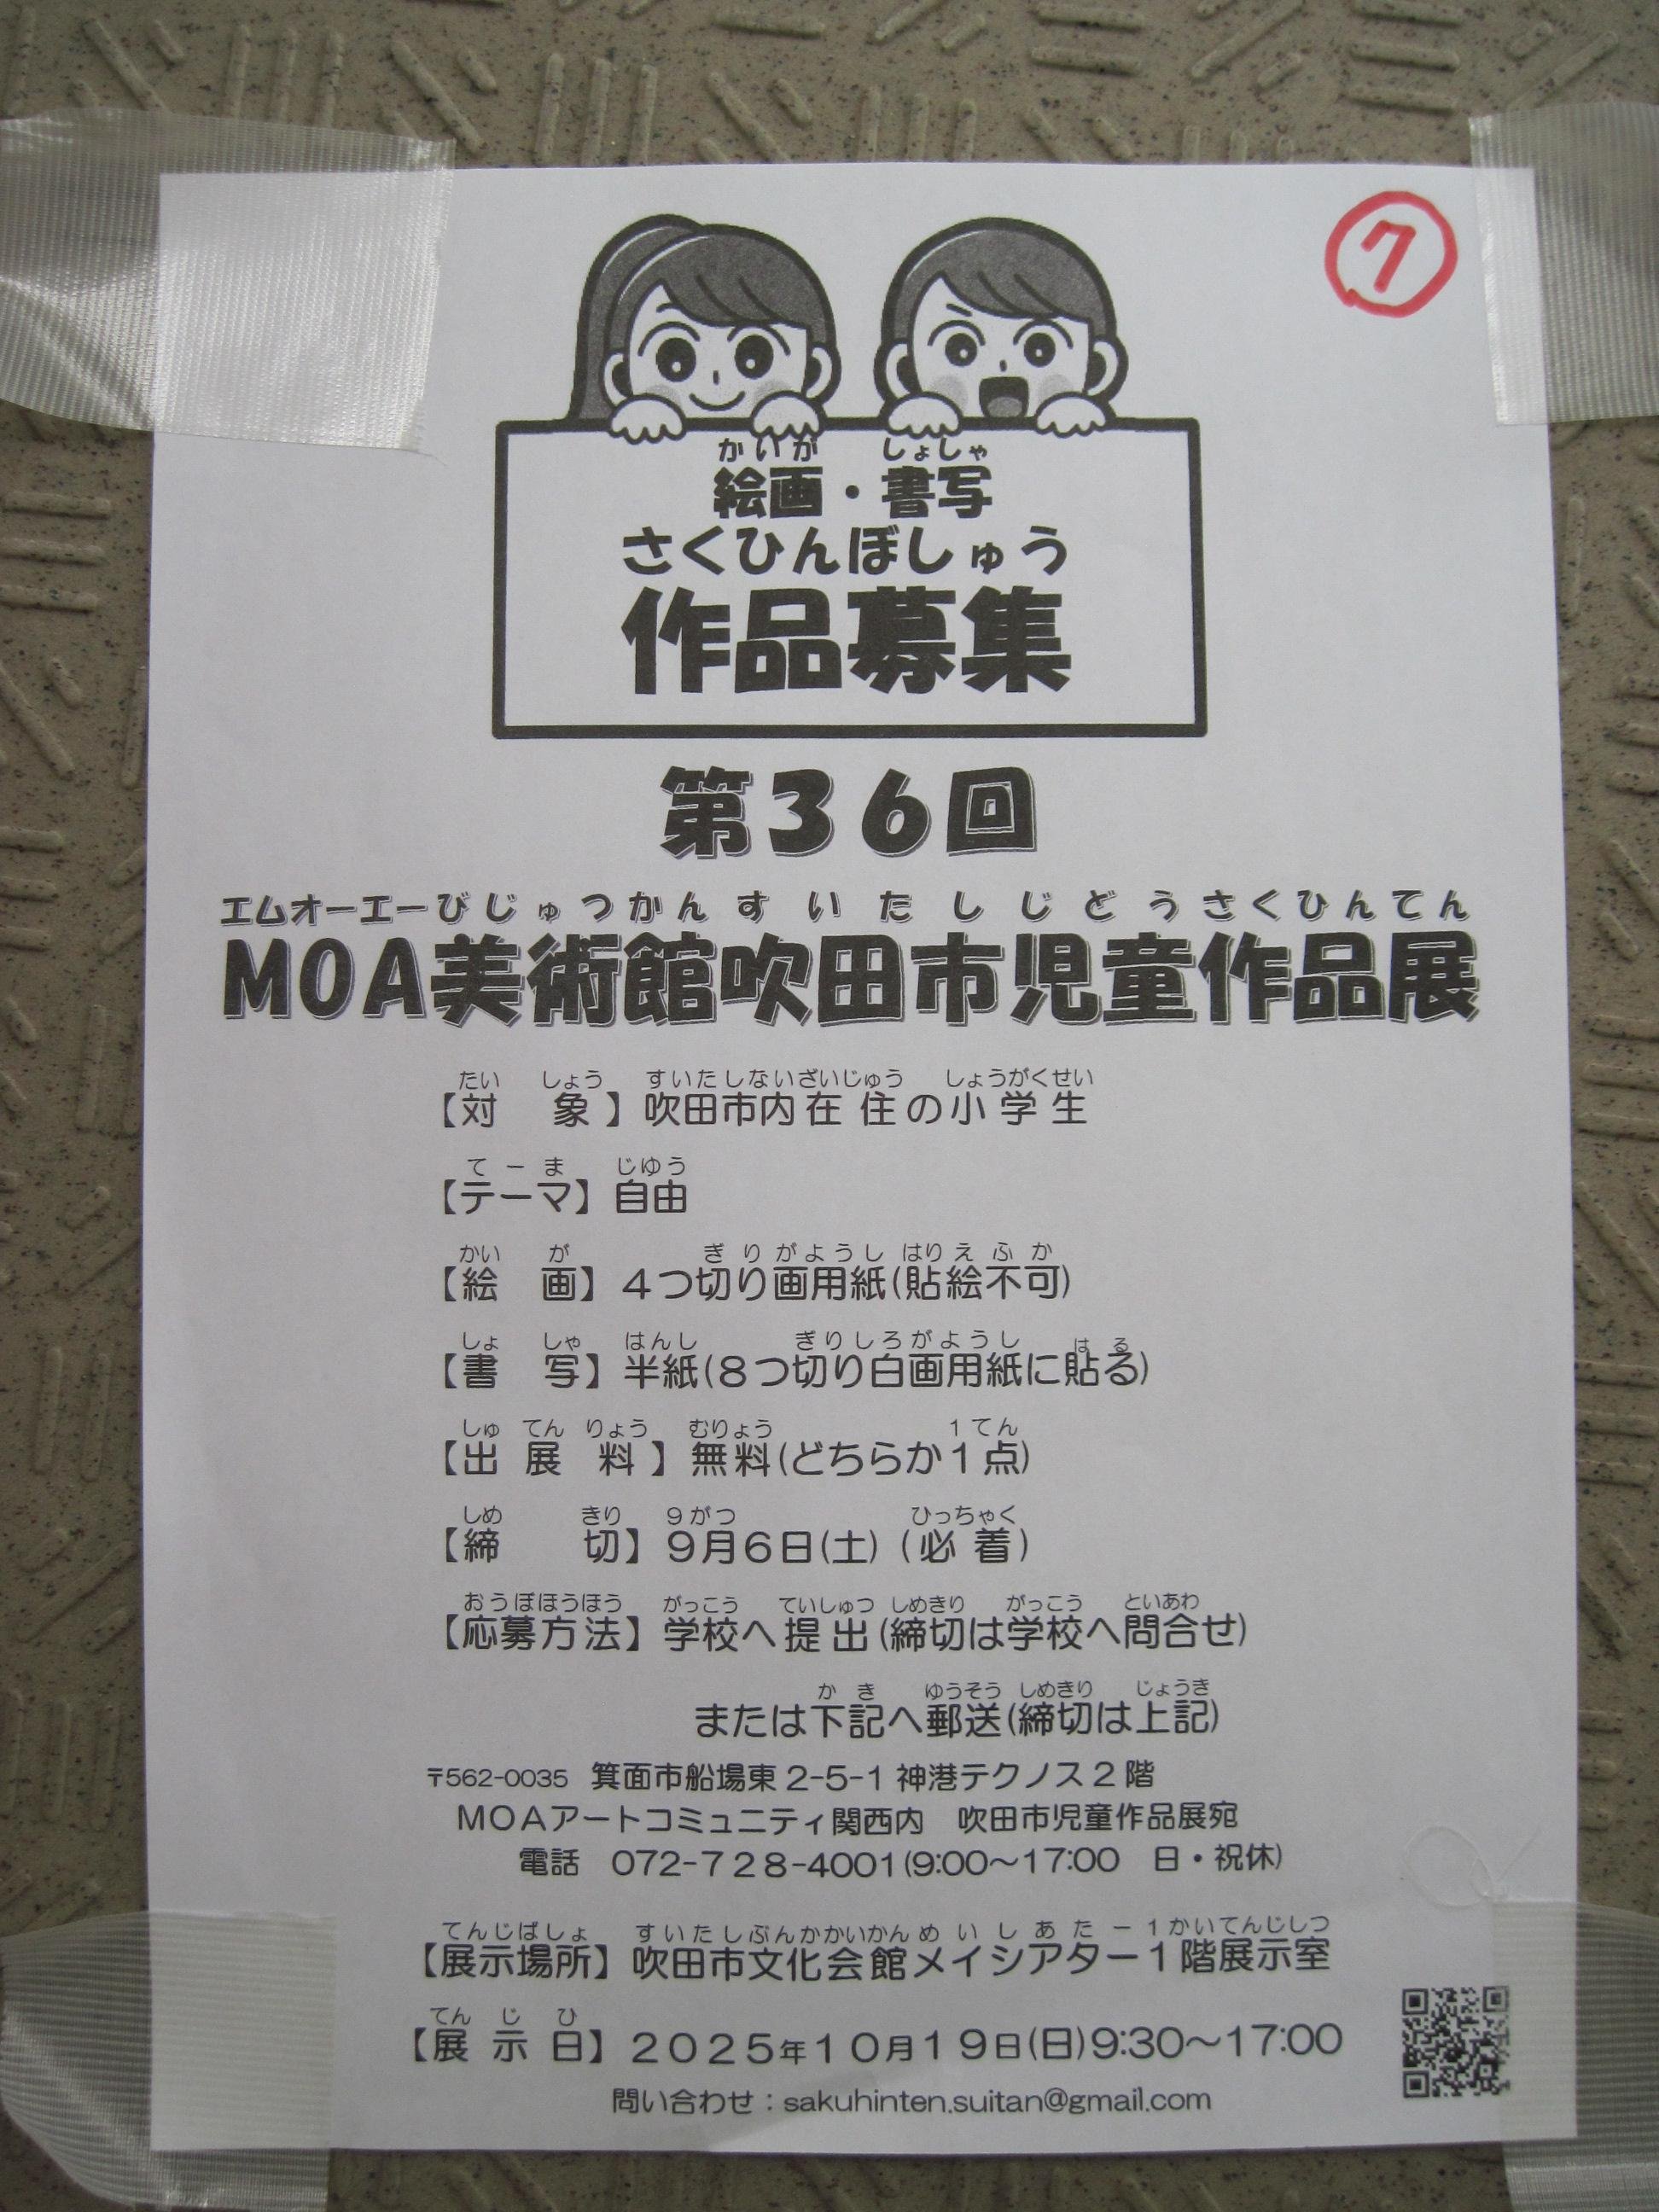 ⑦
かいが しょしゃ
絵画・書写
さくひんぼしゅう
作品募集
第36回
エムオーエーびじゅつかんすいたしじどうさくひんてん
MOA美術館吹田市児童作品展
たい しょう すいたしないざいじゅう しょうがくせい
【対 象】吹田市内在住の小学生
てーま じゆう
【テーマ】自由
かい が ぎりがようし はりえふか
【絵 画】4つ切り画用紙(貼絵不可)
しょ しゃ はんし ぎりしろがようし はる
【書 写】半紙(8つ切り白画用紙に貼る)
しゅ てん りょう むりょう 1てん
【出展料】無料(どちらか1点)
しめ きり 9がつ ひっちゃく
【締 切】9月6日(土)(必着)
おうぼほうほう がっこう ていしゅつ しめきり がっこう といあわ
【応募方法】学校へ提出(締切は学校へ問合せ)
かき ゆうそう しめきり じょうき
または下記へ郵送(締切は上記)
〒562-0035 箕面市船場東2-5-1神港テクノス2階
MOAアートコミュニティ関西内 吹田市児童作品展宛
電話 072-728-4001(9:00〜17:00 日・祝休)
てんじばしょ すいたしぶんかかいかんめいしあたー1かいてんじしつ
【展示場所】吹田市文化会館メイシアター1階展示室
てん じ ひ
【展示日】2025年10月19日(日)9:30〜17:00
問い合わせ：sakuhinten.suitan@gmail.com